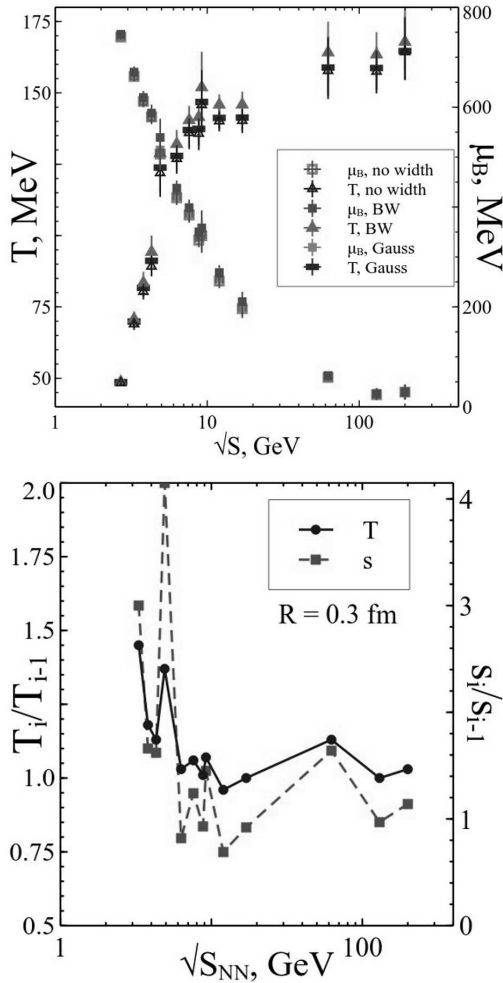 175
150
75
50
T, MeV
800
600
400
200
0
μB, MeV
μB, no width
T, no width
μB, BW
T, BW
μB, Gauss
T, Gauss
1
10
100
√S, GeV
2.0
1.75
1.5
1.25
1.0
0.75
0.5
Ti/Ti-1
4
3
2
1
0
si/si-1
T
s
R = 0.3 fm
1
10
100
√SNN, GeV